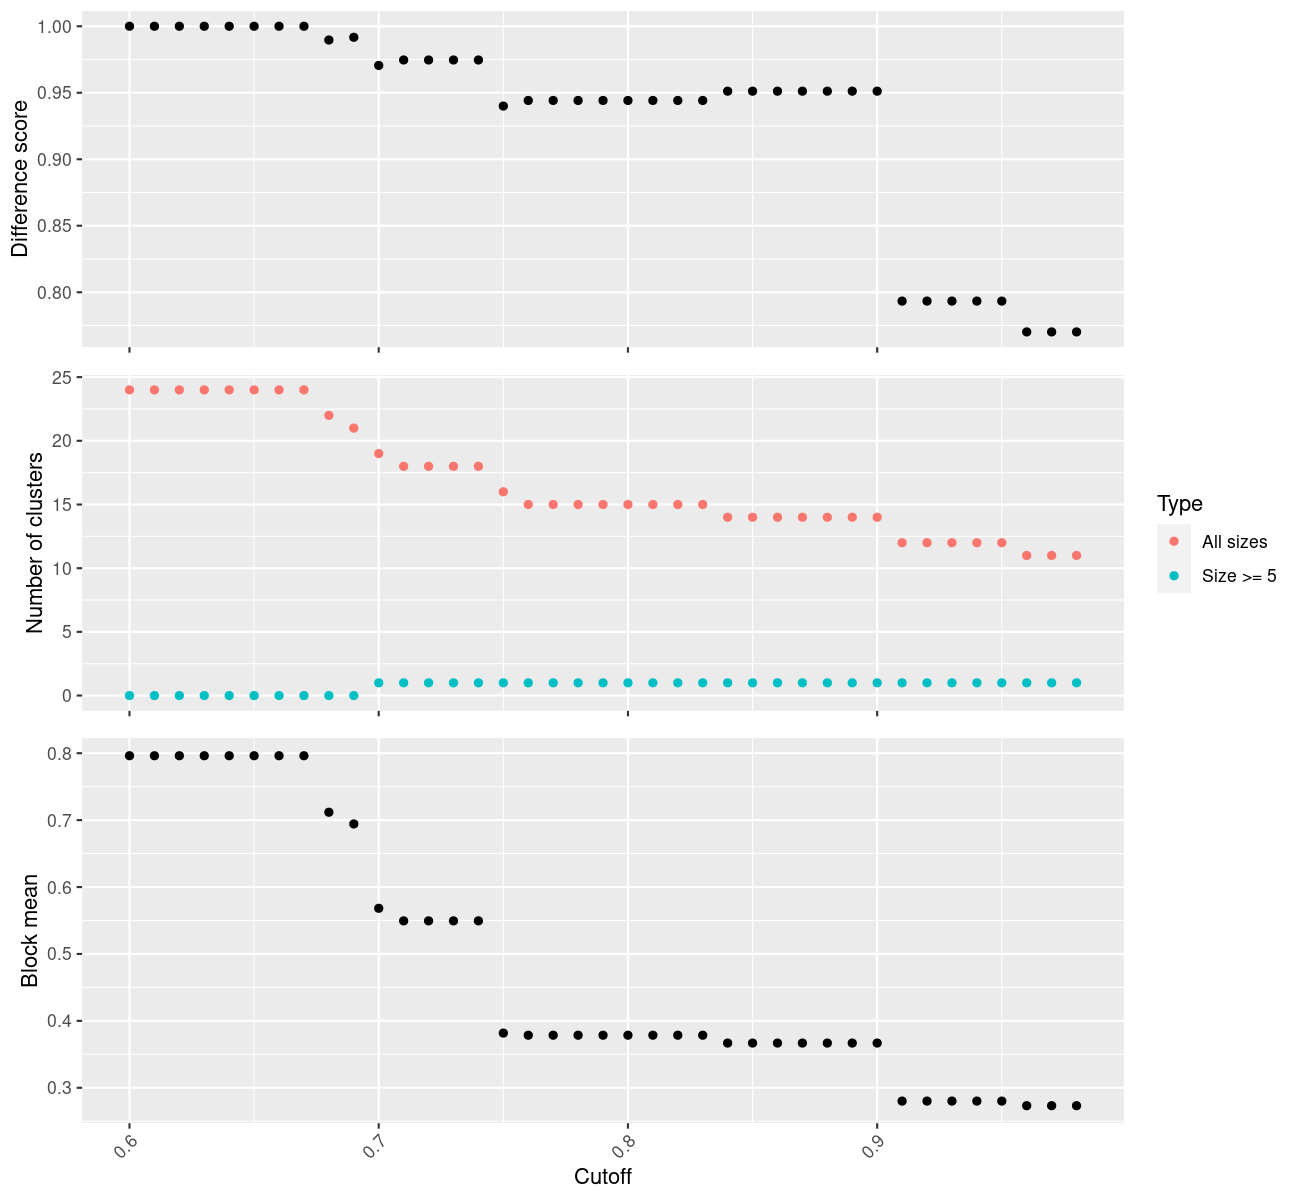 Difference score
1.00
0.95
0.90
0.85
0.80
Number of clusters
25
20
15
10
5
0
Type
All sizes
Size >= 5
Block mean
0.8
0.7
0.6
0.5
0.4
0.3
0.6 0.7 0.8 0.9
Cutoff